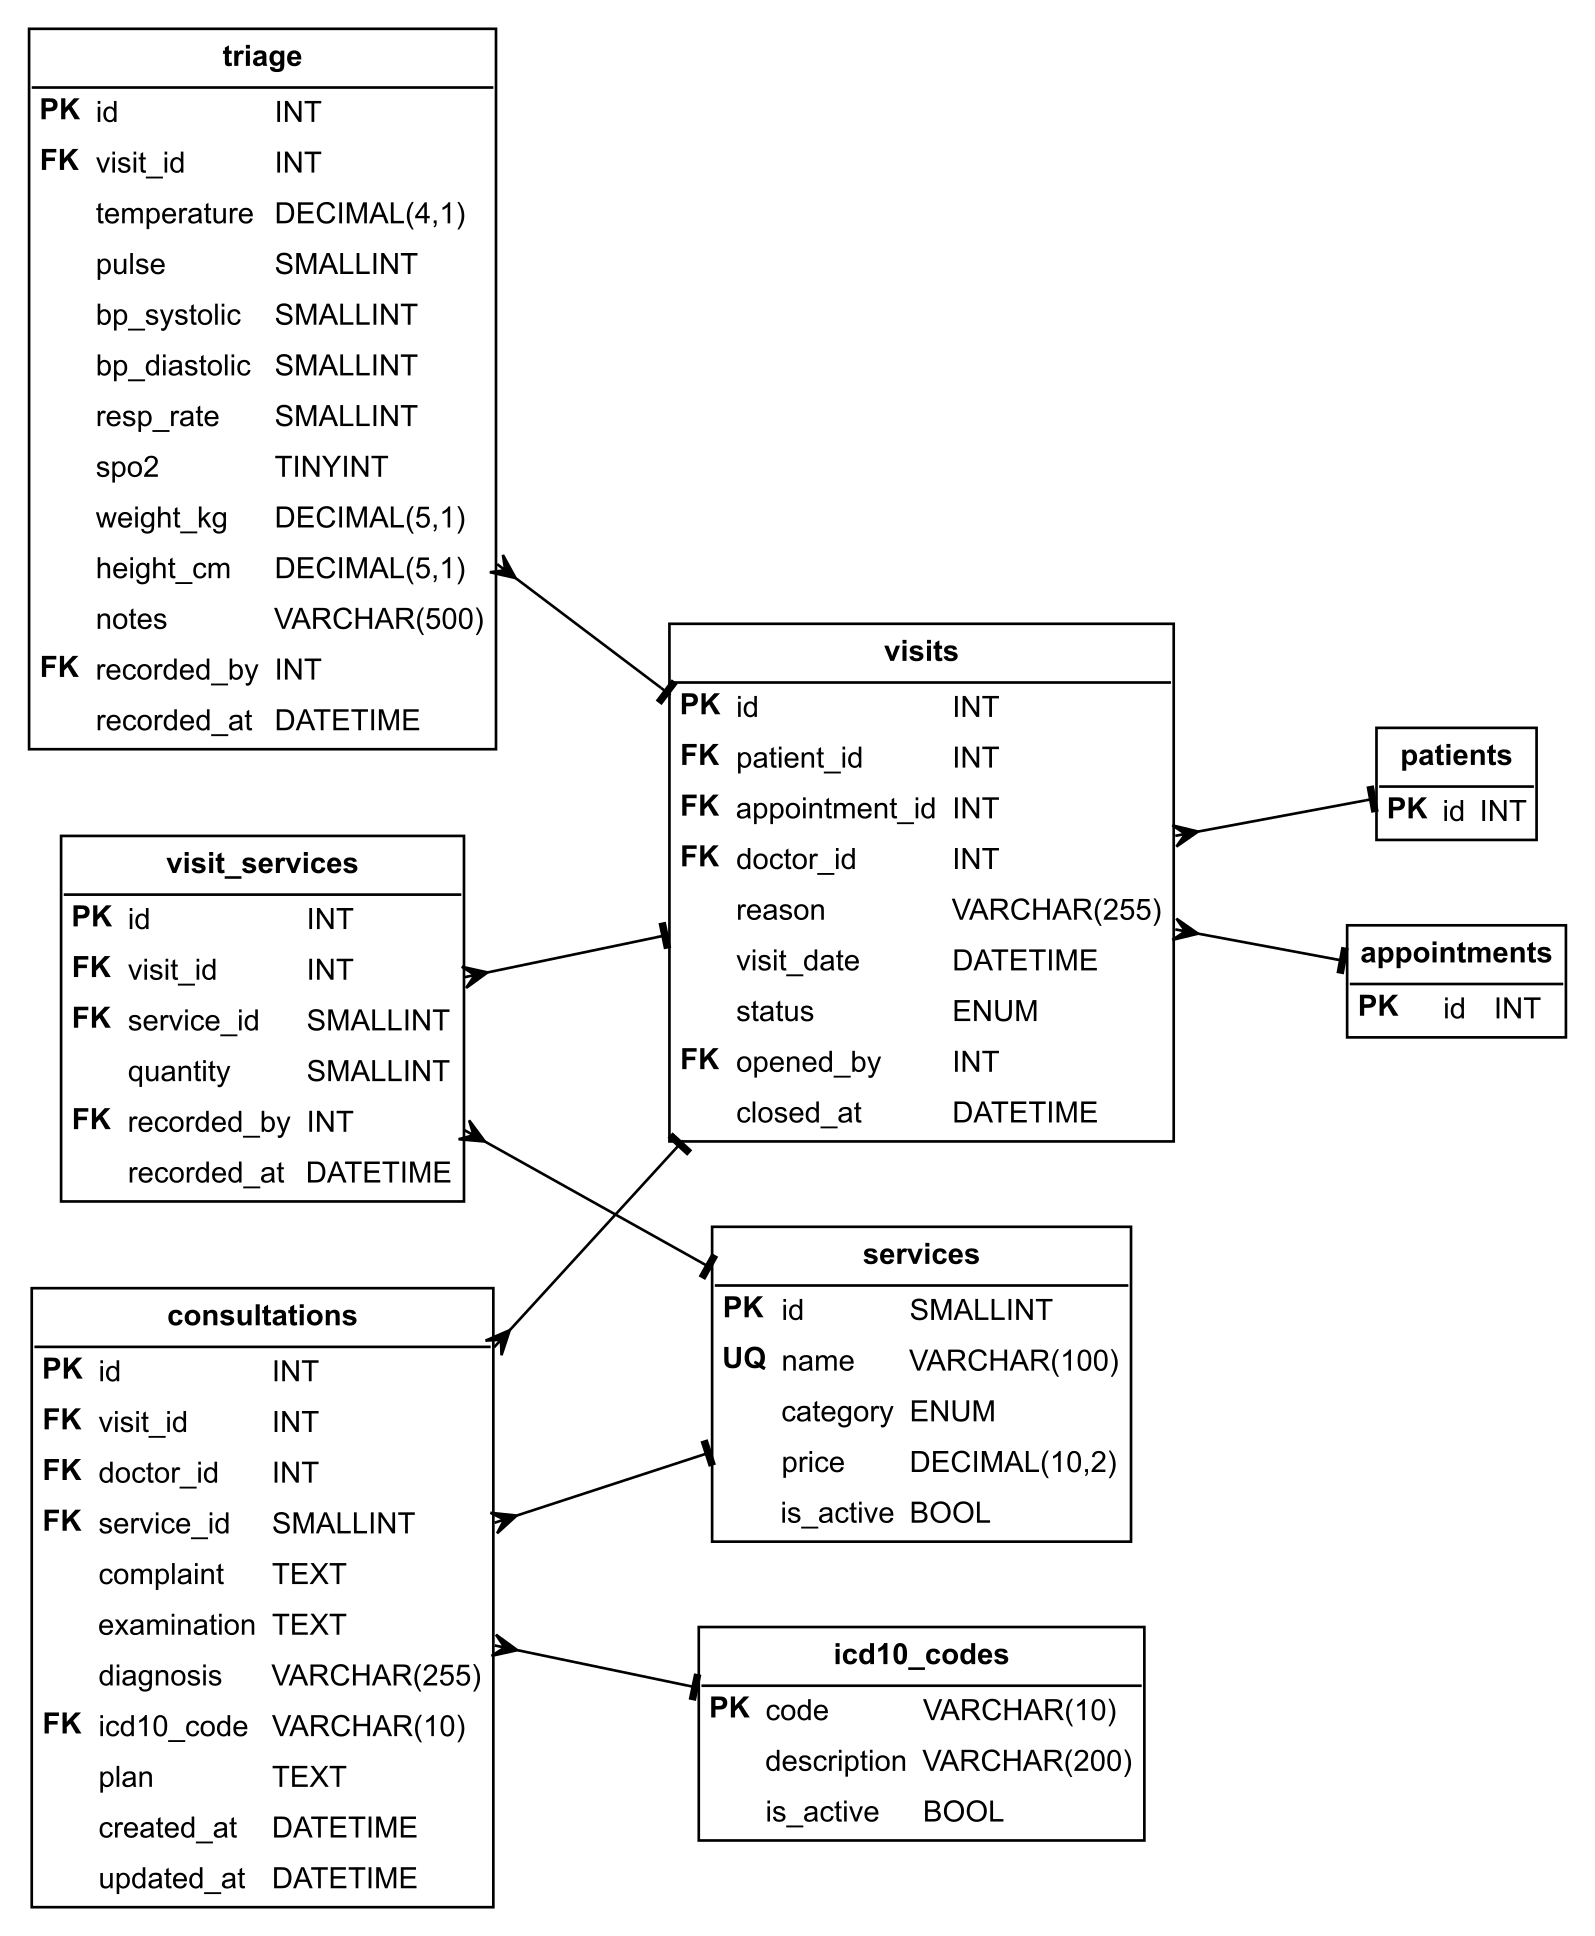 triage
PK id INT
FK visit_id INT
temperature DECIMAL(4,1)
pulse SMALLINT
bp_systolic SMALLINT
bp_diastolic SMALLINT
resp_rate SMALLINT
spo2 TINYINT
weight_kg DECIMAL(5,1)
height_cm DECIMAL(5,1)
notes VARCHAR(500)
FK recorded_by INT
recorded_at DATETIME
visits
PK id INT
FK patient_id INT
FK appointment_id INT
FK doctor_id INT
reason VARCHAR(255)
visit_date DATETIME
status ENUM
FK opened_by INT
closed_at DATETIME
patients
PK id INT
appointments
PK id INT
visit_services
PK id INT
FK visit_id INT
FK service_id SMALLINT
quantity SMALLINT
FK recorded_by INT
recorded_at DATETIME
services
PK id SMALLINT
UQ name VARCHAR(100)
category ENUM
price DECIMAL(10,2)
is_active BOOL
consultations
PK id INT
FK visit_id INT
FK doctor_id INT
FK service_id SMALLINT
complaint TEXT
examination TEXT
diagnosis VARCHAR(255)
FK icd10_code VARCHAR(10)
plan TEXT
created_at DATETIME
updated_at DATETIME
icd10_codes
PK code VARCHAR(10)
description VARCHAR(200)
is_active BOOL